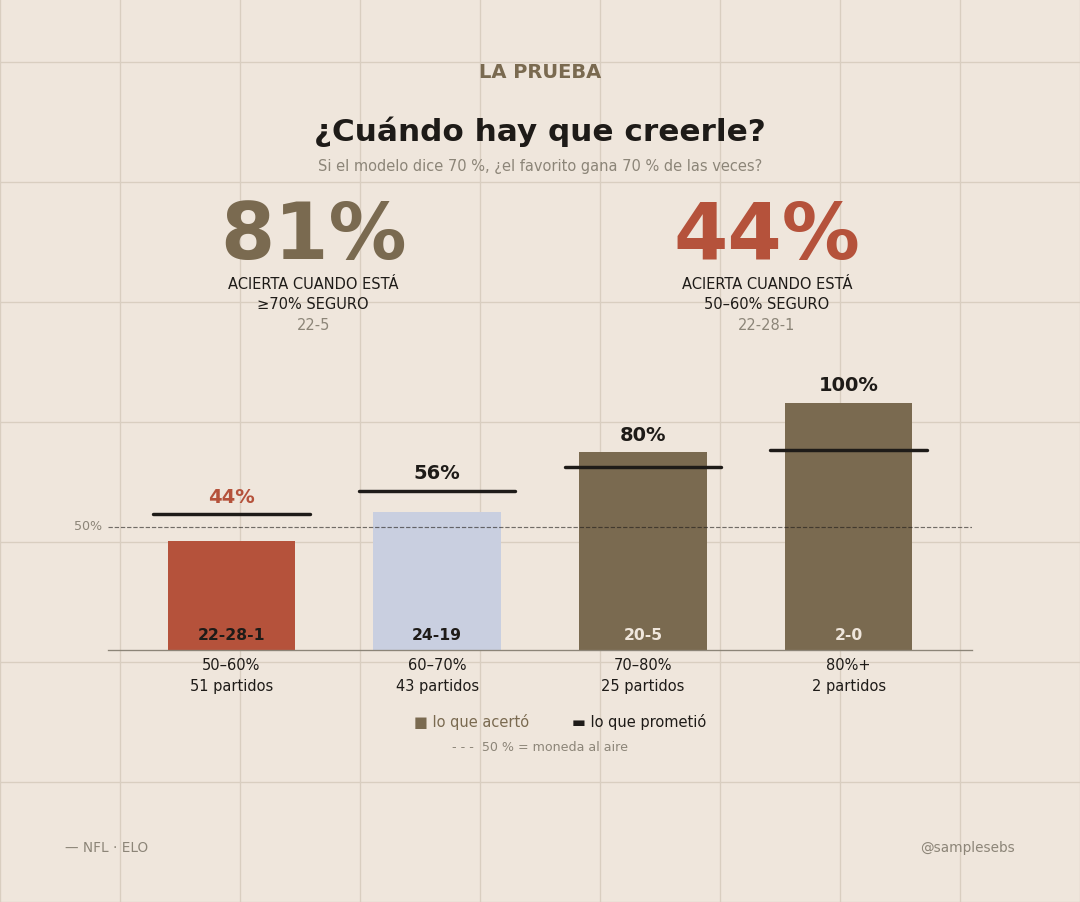 LA PRUEBA
¿Cuándo hay que creerle?
Si el modelo dice 70 %, ¿el favorito gana 70 % de las veces?
81%
ACIERTA CUANDO ESTÁ
≥70% SEGURO
22-5
44%
ACIERTA CUANDO ESTÁ
50–60% SEGURO
22-28-1
44%
56%
80%
100%
50%
22-28-1
24-19
20-5
2-0
50–60%
51 partidos
60–70%
43 partidos
70–80%
25 partidos
80%+
2 partidos
■ lo que acertó
▬ lo que prometió
- - - 50 % = moneda al aire
— NFL · ELO
@samplesebs